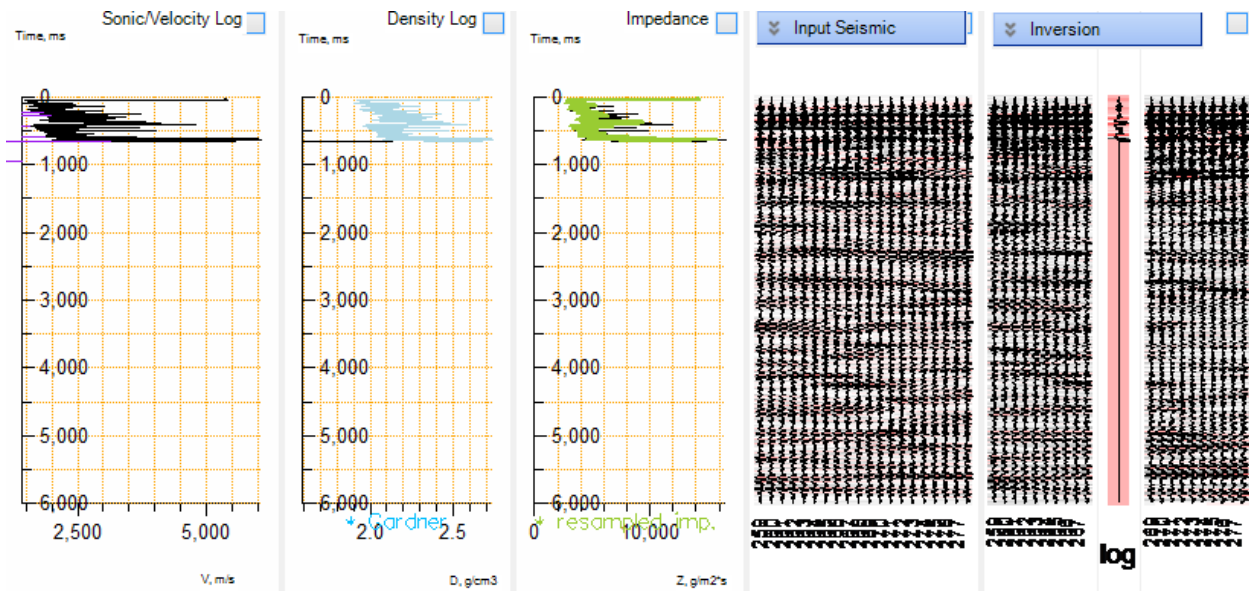 Sonic/Velocity Log
Time, ms
0
1,000
2,000
3,000
4,000
5,000
6,000
2,500 5,000
V, m/s
Density Log
Time, ms
0
1,000
2,000
3,000
4,000
5,000
6,000
Gardner
2.0 2.5
D, g/cm3
Impedance
Time, ms
0
1,000
2,000
3,000
4,000
5,000
6,000
resampled imp.
0 10,000
Z, g/m2*s
Input Seismic
Inversion
log